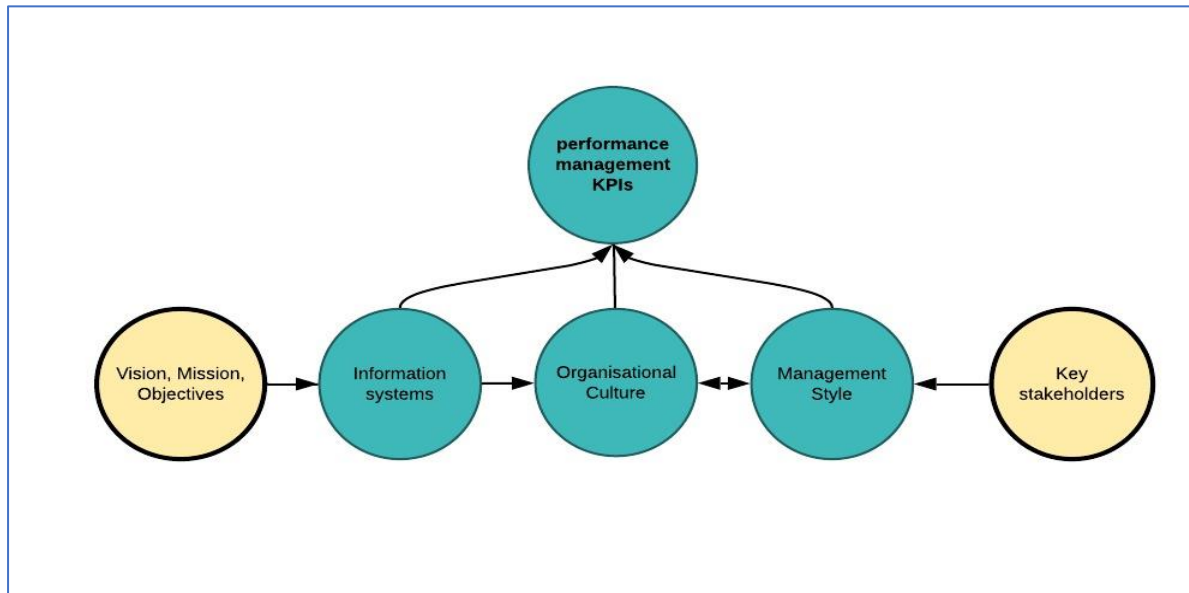 performance
management
KPIs
Vision, Mission,
Objectives
Information
systems
Organisational
Culture
Management
Style
Key
stakeholders